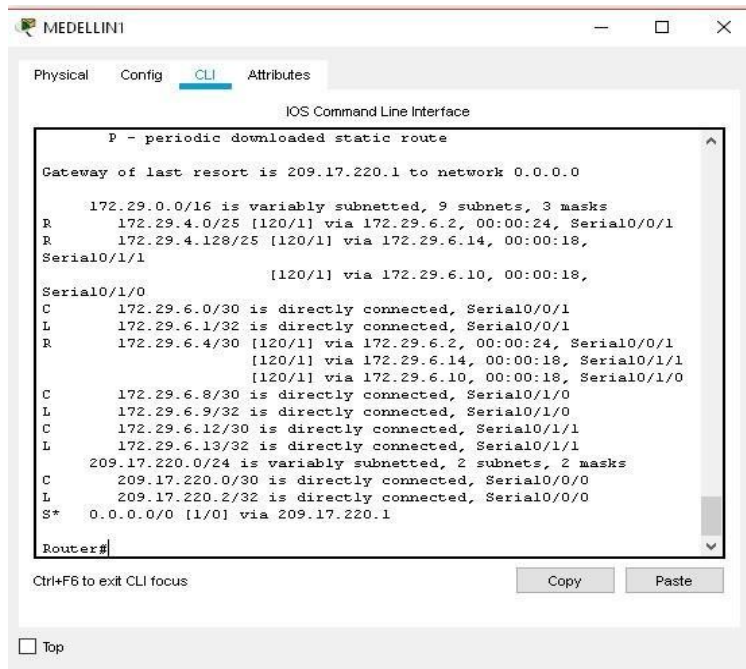 MEDELLIN1
Physical Config CLI Attributes
IOS Command Line Interface
P - periodic downloaded static route
Gateway of last resort is 209.17.220.1 to network 0.0.0.0
172.29.0.0/16 is variably subnetted, 9 subnets, 3 masks
R 172.29.4.0/25 [120/1] via 172.29.6.2, 00:00:24, Serial0/0/1
R 172.29.4.128/25 [120/1] via 172.29.6.14, 00:00:18,
Serial0/1/1
[120/1] via 172.29.6.10, 00:00:18,
Serial0/1/0
C 172.29.6.0/30 is directly connected, Serial0/0/1
L 172.29.6.1/32 is directly connected, Serial0/0/1
R 172.29.6.4/30 [120/1] via 172.29.6.2, 00:00:24, Serial0/0/1
[120/1] via 172.29.6.14, 00:00:18, Serial0/1/1
[120/1] via 172.29.6.10, 00:00:18, Serial0/1/0
C 172.29.6.8/30 is directly connected, Serial0/1/0
L 172.29.6.9/32 is directly connected, Serial0/1/0
C 172.29.6.12/30 is directly connected, Serial0/1/1
L 172.29.6.13/32 is directly connected, Serial0/1/1
209.17.220.0/24 is variably subnetted, 2 subnets, 2 masks
C 209.17.220.0/30 is directly connected, Serial0/0/0
L 209.17.220.2/32 is directly connected, Serial0/0/0
S* 0.0.0.0/0 [1/0] via 209.17.220.1
Router#
Ctrl+F6 to exit CLI focus
Copy Paste
Top